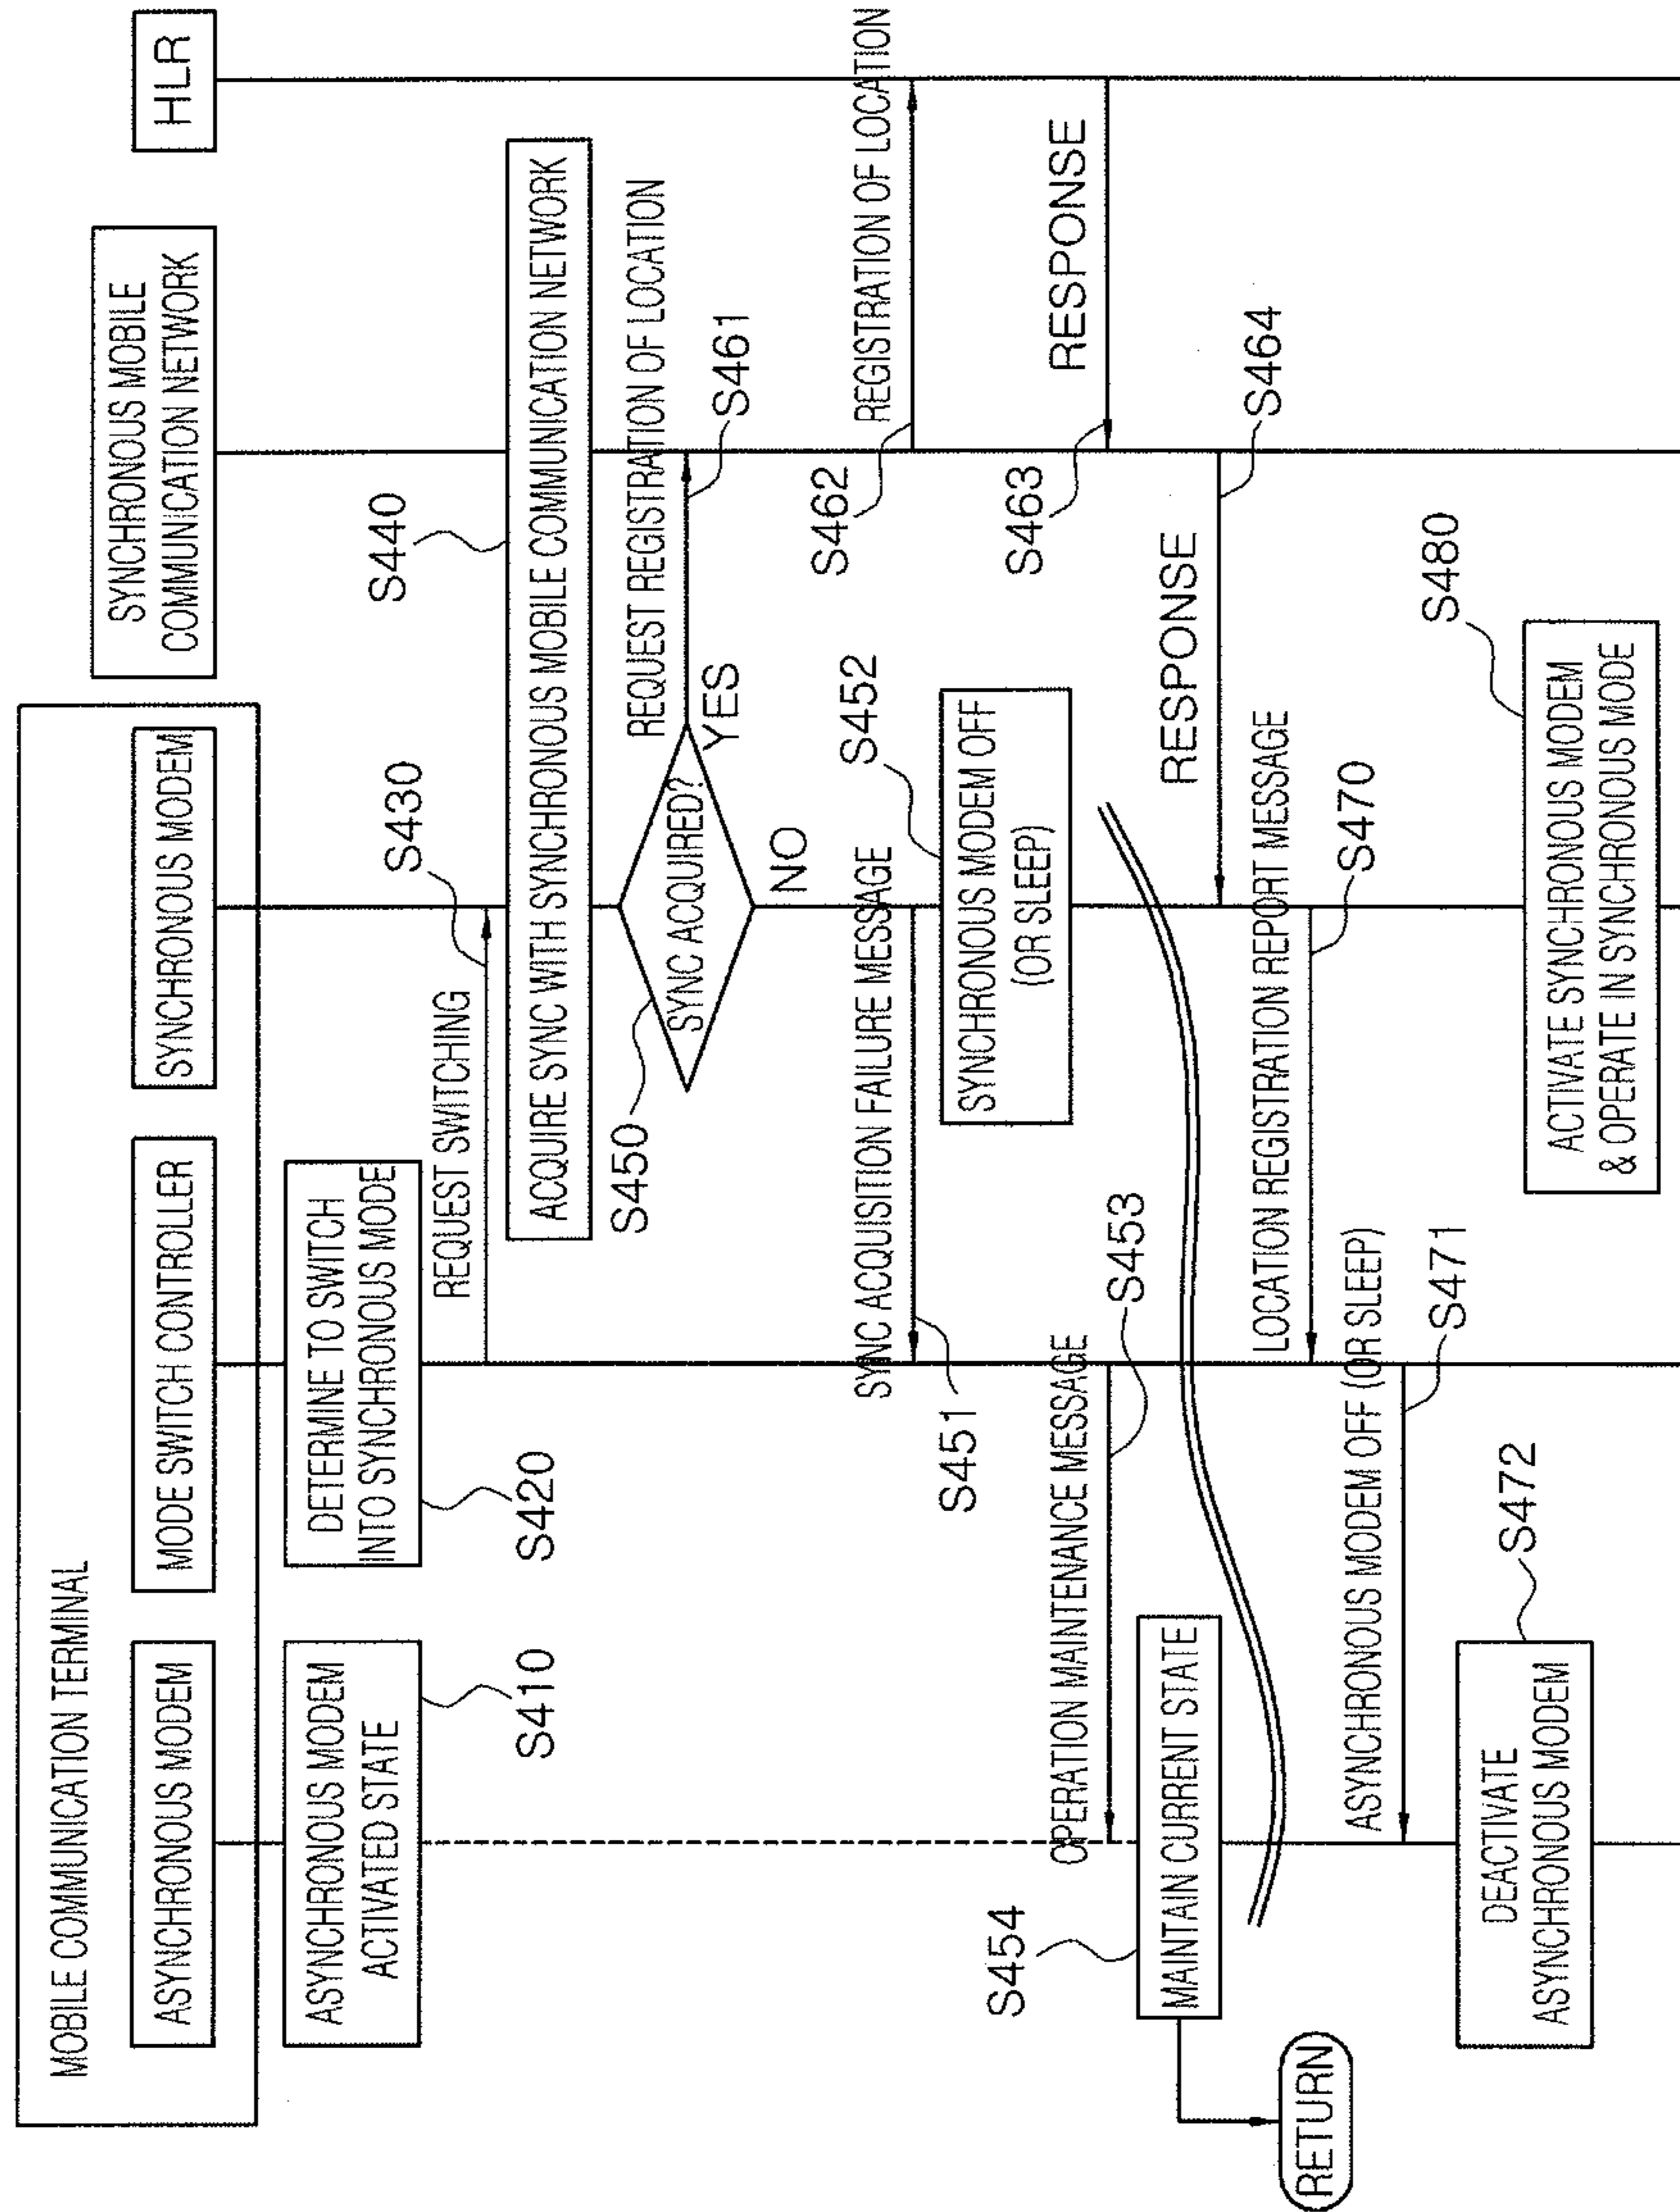 MOBILE COMMUNICATION TERMINAL
ASYNCHRONOUS MODEM
MODE SWITCH CONTROLLER
SYNCHRONOUS MODEM
SYNCHRONOUS MOBILE
COMMUNICATION NETWORK
HLR
ASYNCHRONOUS MODEM
ACTIVATED STATE
S410
DETERMINE TO SWITCH
INTO SYNCHRONOUS MODE
S420
REQUEST SWITCHING
S430
S440
ACQUIRE SYNC WITH SYNCHRONOUS MOBILE COMMUNICATION NETWORK
S450
SYNC ACQUIRED?
YES
NO
REQUEST REGISTRATION OF LOCATION
S461
SYNC ACQUISITION FAILURE MESSAGE
S451
REGISTRATION OF LOCATION
S462
S452
SYNCHRONOUS MODEM OFF
(OR SLEEP)
OPERATION MAINTENANCE MESSAGE
S453
RESPONSE
S463
S454
MAINTAIN CURRENT STATE
RETURN
RESPONSE
S464
LOCATION REGISTRATION REPORT MESSAGE
S470
ASYNCHRONOUS MODEM OFF (OR SLEEP)
S471
S472
DEACTIVATE
ASYNCHRONOUS MODEM
S480
ACTIVATE SYNCHRONOUS MODEM
& OPERATE IN SYNCHRONOUS MODE